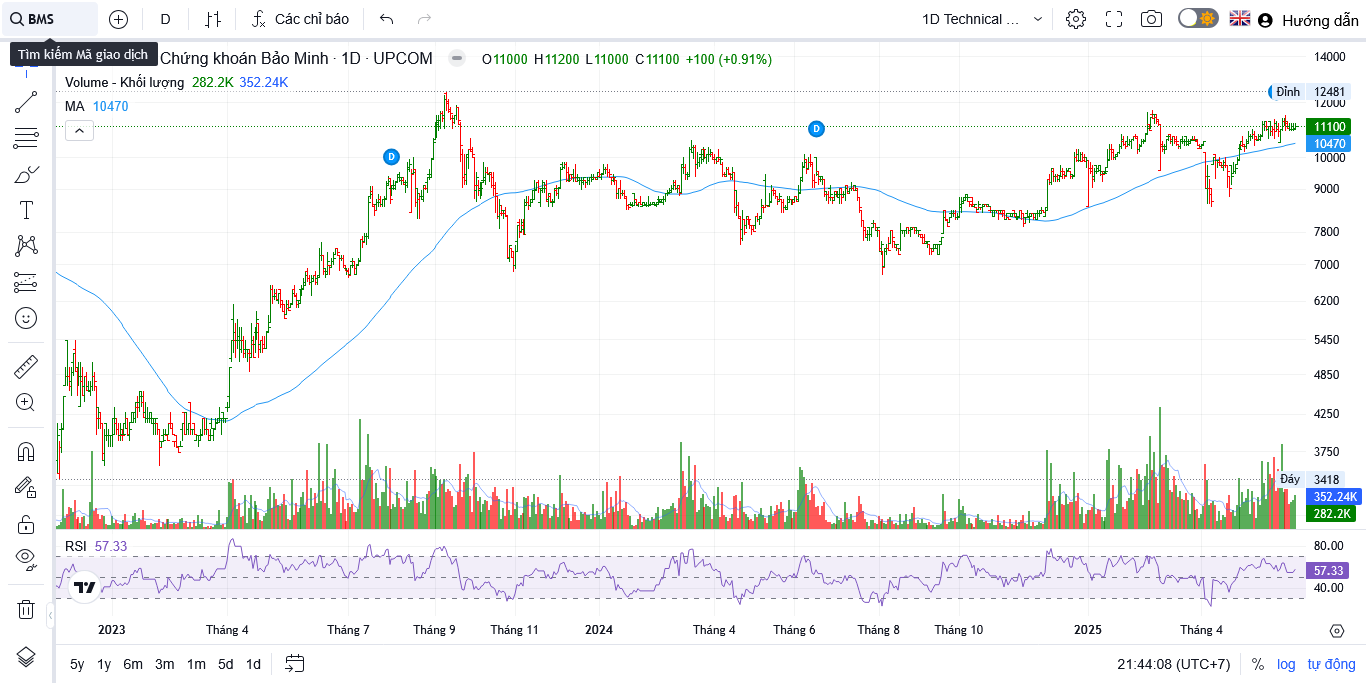 BMS D Các chỉ báo 1D Technical ... Hướng dẫn
Tìm kiếm Mã giao dịch
Chứng khoán Bảo Minh · 1D · UPCOM O11000 H11200 L11000 C11100 +100 (+0.91%)
Volume - Khối lượng 282.2K 352.24K
MA 10470
D
D
14000
Đỉnh 12481
12000
11100
10470
10000
9000
7800
7000
6200
5450
4850
4250
3750
Đáy 3418
352.24K
282.2K
RSI 57.33
80.00
57.33
40.00
2023 Tháng 4 Tháng 7 Tháng 9 Tháng 11 2024 Tháng 4 Tháng 6 Tháng 8 Tháng 10 2025 Tháng 4
5y 1y 6m 3m 1m 5d 1d 21:44:08 (UTC+7) % log tự động